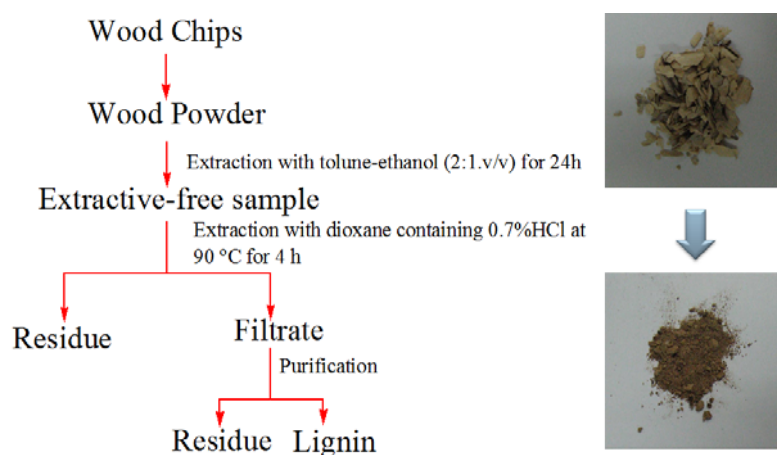 Wood Chips
Wood Powder
Extraction with tolune-ethanol (2:1.v/v) for 24h
Extractive-free sample
Extraction with dioxane containing 0.7%HCl at
90 °C for 4 h
Residue
Filtrate
Purification
Residue
Lignin